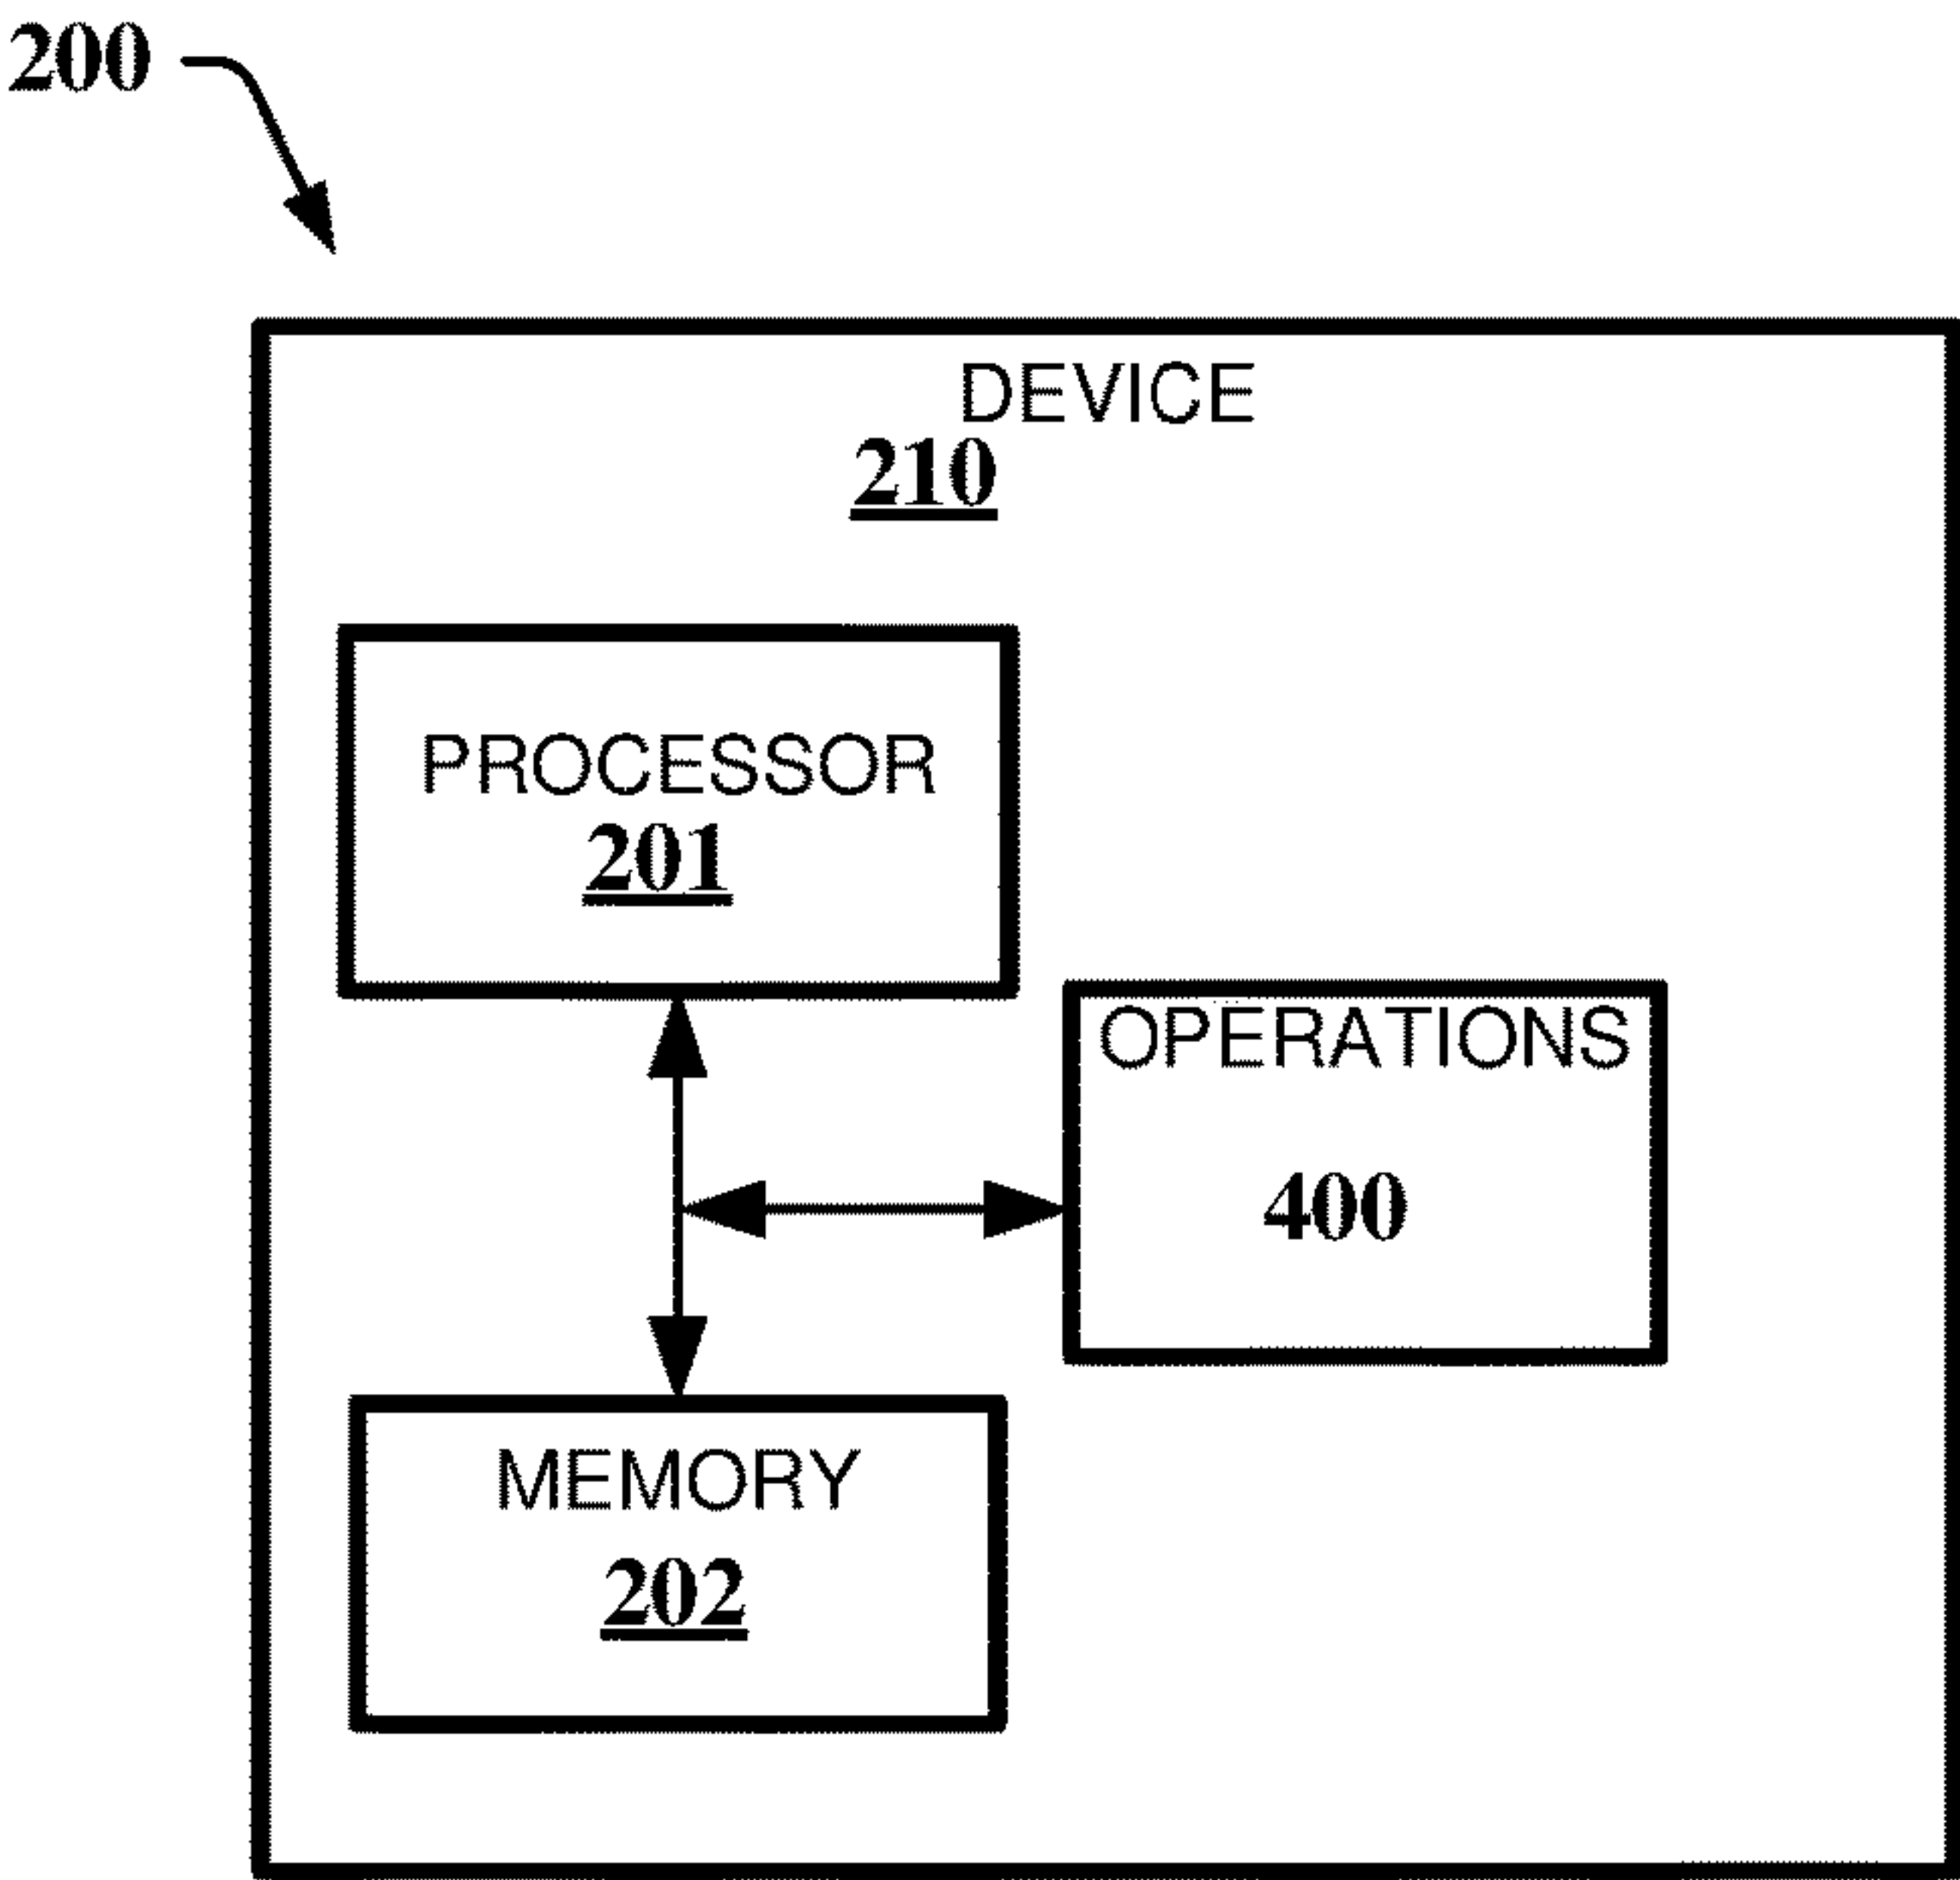 200
DEVICE
210
PROCESSOR
201
OPERATIONS
400
MEMORY
202